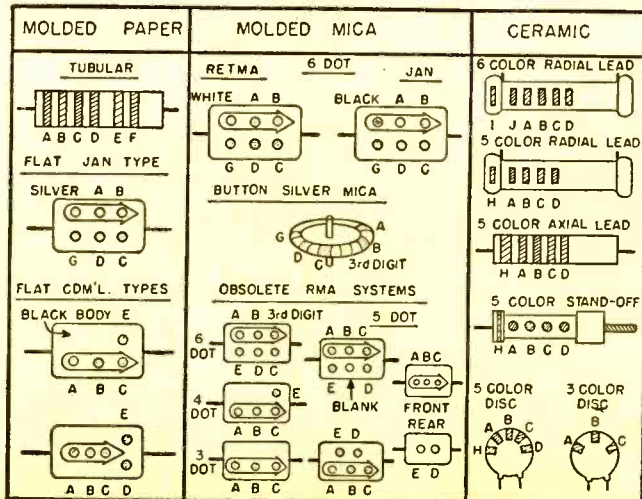 MOLDED PAPER
TUBULAR
A B C D E F
FLAT JAN TYPE
SILVER A B
G D C
FLAT COM'L. TYPES
BLACK BODY E
A B C
E
A B C D
MOLDED MICA
6 DOT
RETMA
JAN
WHITE A B
BLACK A B
G D C
G D C
BUTTON SILVER MICA
A
B
3rd DIGIT
C
D
G
OBSOLETE RMA SYSTEMS
A B 3rd DIGIT
5 DOT
6 DOT
E D C
A B C
E D
BLANK
4 DOT
E
A B C
3 DOT
A B C
E D
A B C
ABC
FRONT
REAR
E D
CERAMIC
6 COLOR RADIAL LEAD
I J A B C D
5 COLOR RADIAL LEAD
H A B C D
5 COLOR AXIAL LEAD
H A B C D
5 COLOR STAND-OFF
H A B C D
5 COLOR DISC
H A B C D
3 COLOR DISC
A B C